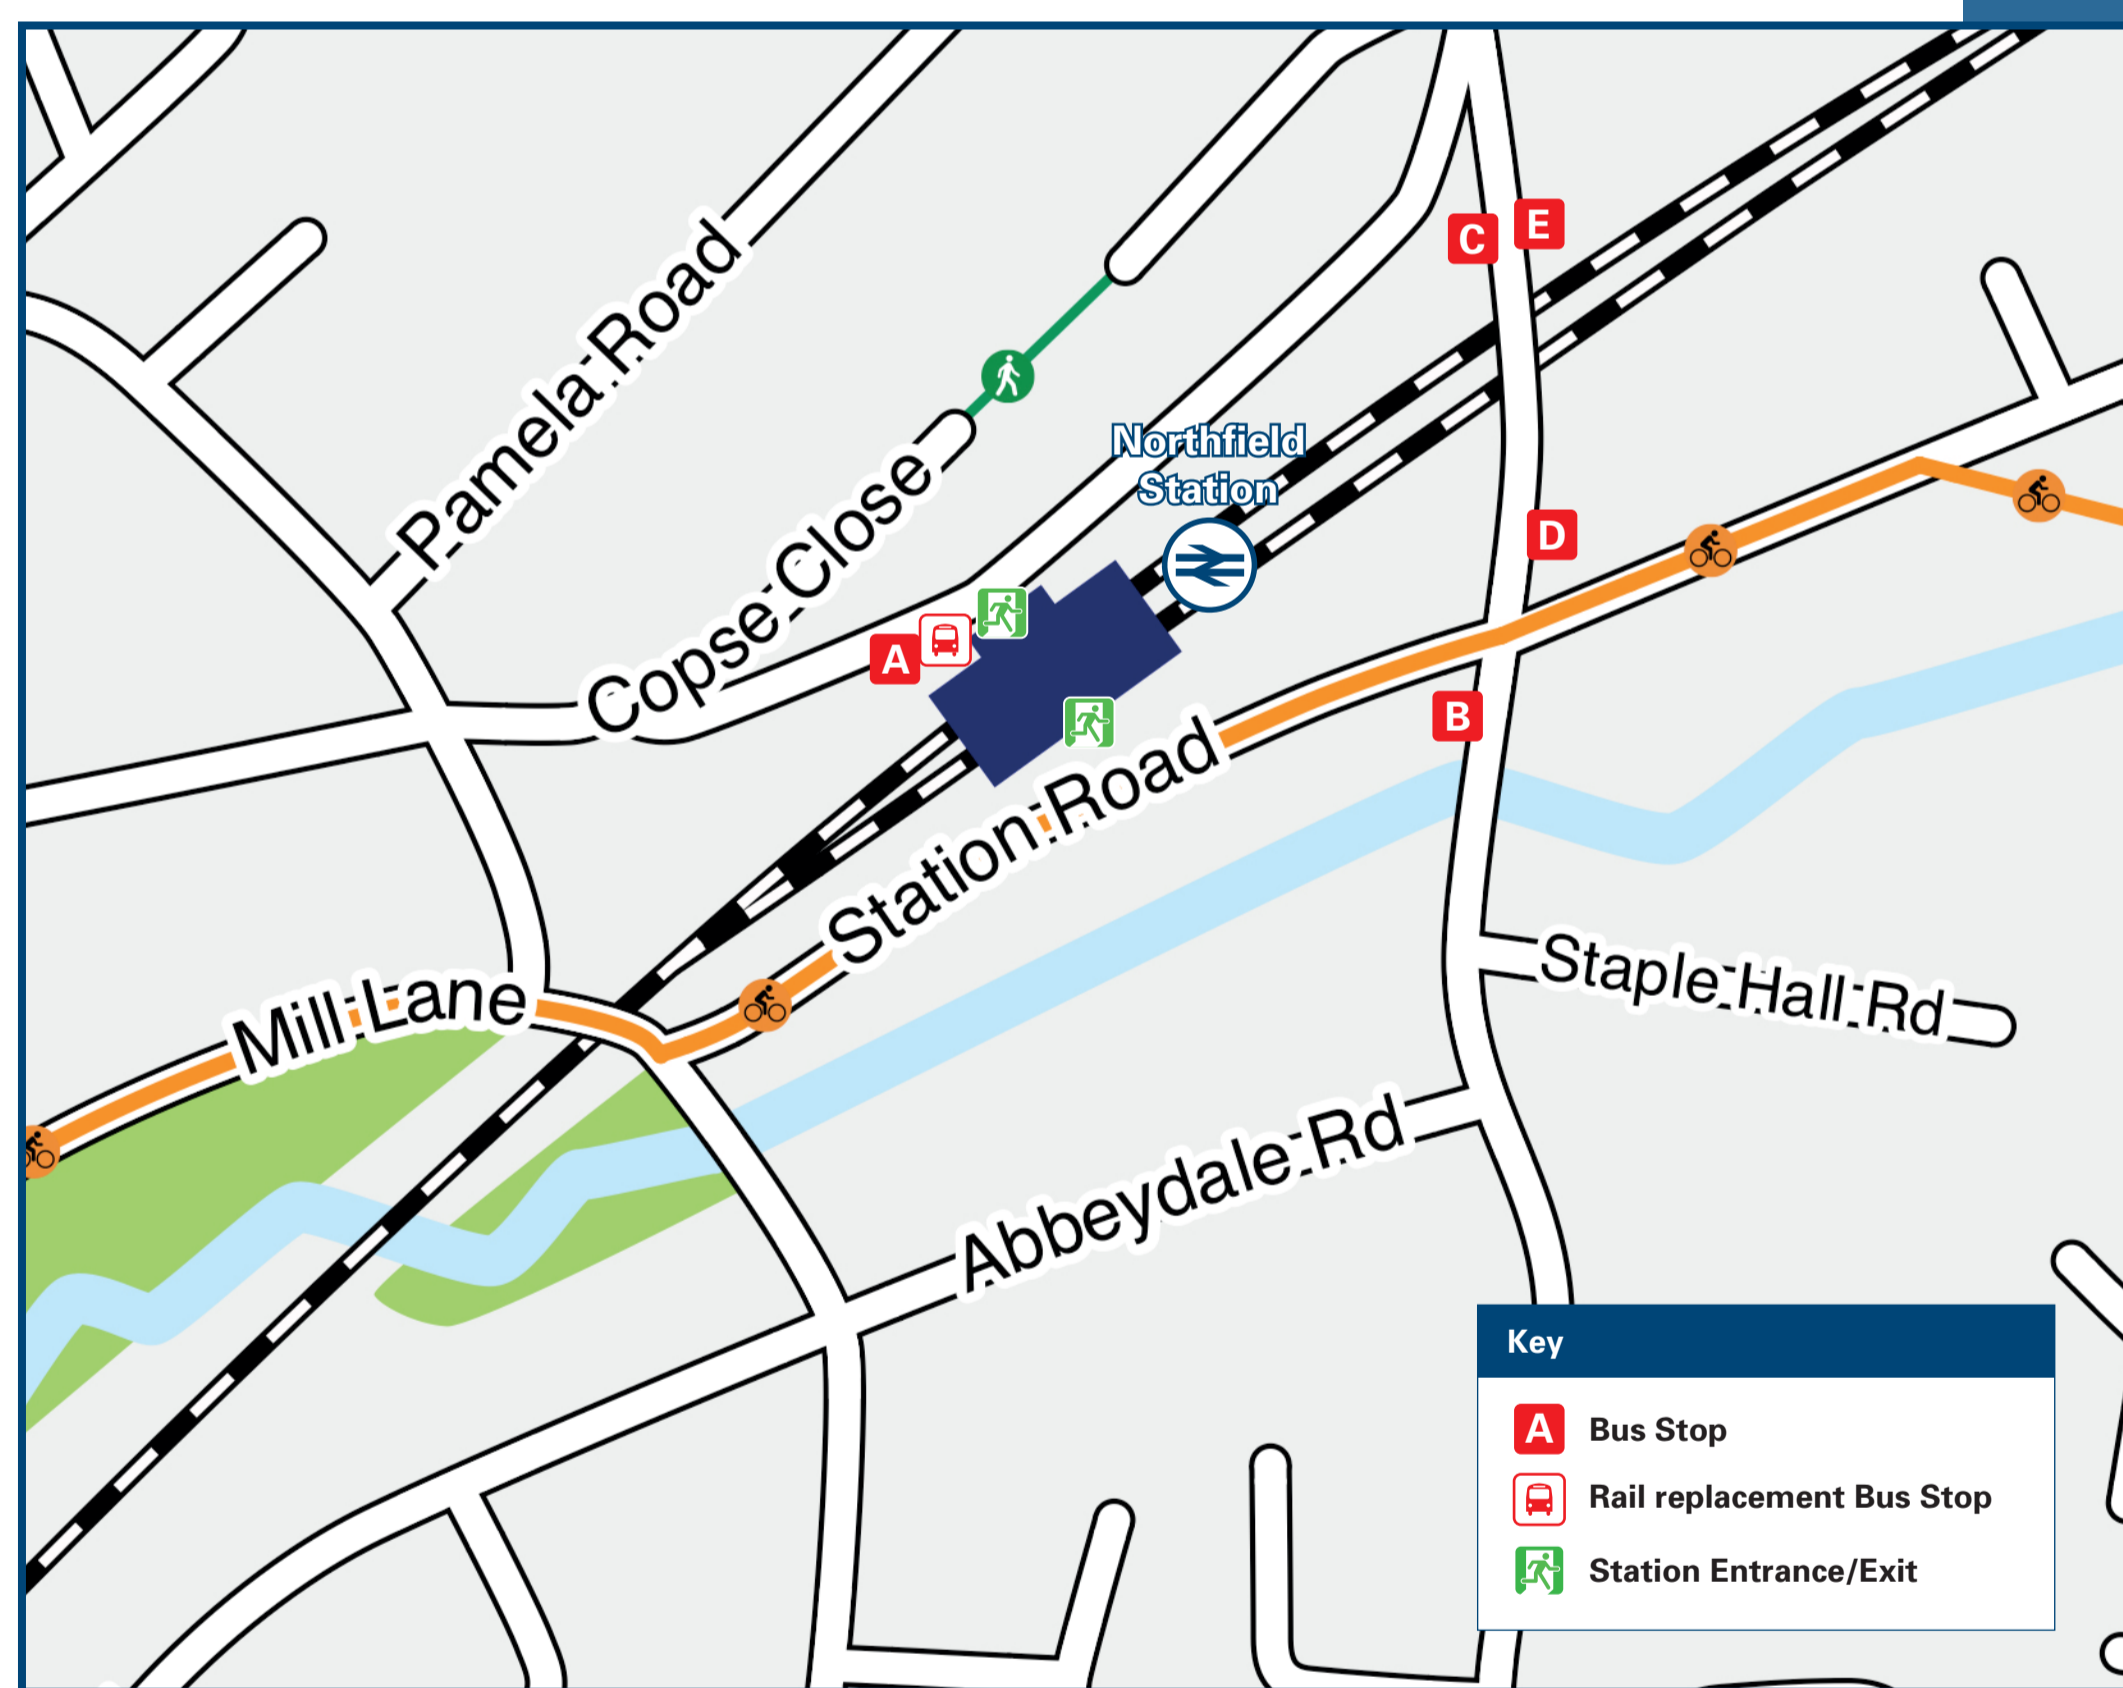 Pamela Road
C
E
Copse Close
Northfield
Station
D
A
B
Station Road
Mill Lane
Staple Hall Rd
Abbeydale Rd
Key
A Bus Stop
Rail replacement Bus Stop
Station Entrance/Exit